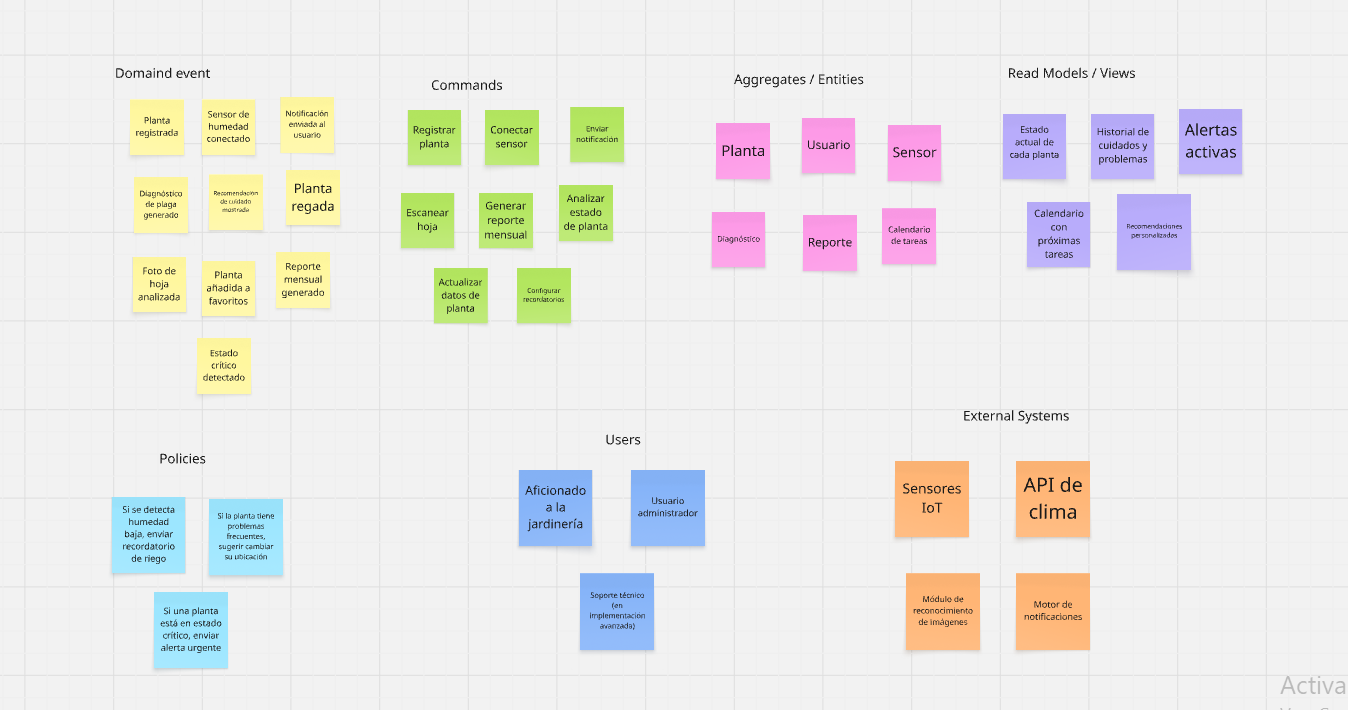 Domaind event
Planta
registrada
Sensor de
humedad
conectado
Notificación
enviada al
usuario
Diagnóstico
de plaga
generado
Recomendación
de cuidado
mostrada
Planta
regada
Foto de
hoja
analizada
Planta
añadida a
favoritos
Reporte
mensual
generado
Estado
crítico
detectado
Commands
Registrar
planta
Conectar
sensor
Enviar
notificación
Escanear
hoja
Generar
reporte
mensual
Analizar
estado
de planta
Actualizar
datos de
planta
Configurar
recordatorios
Aggregates / Entities
Planta
Usuario
Sensor
Diagnóstico
Reporte
Calendario
de tareas
Read Models / Views
Estado
actual de
cada planta
Historial de
cuidados y
problemas
Alertas
activas
Calendario
con
próximas
tareas
Recomendaciones
personalizadas
Policies
Si se detecta
humedad
baja, enviar
recordatorio
de riego
Si la planta tiene
problemas
frecuentes,
sugerir cambiar
su ubicación
Si una planta
está en estado
crítico, enviar
alerta urgente
Users
Aficionado
a la
jardinería
Usuario
administrador
Soporte técnico
(en
implementación
avanzada)
External Systems
Sensores
IoT
API de
clima
Módulo de
reconocimiento
de imágenes
Motor de
notificaciones
Activa